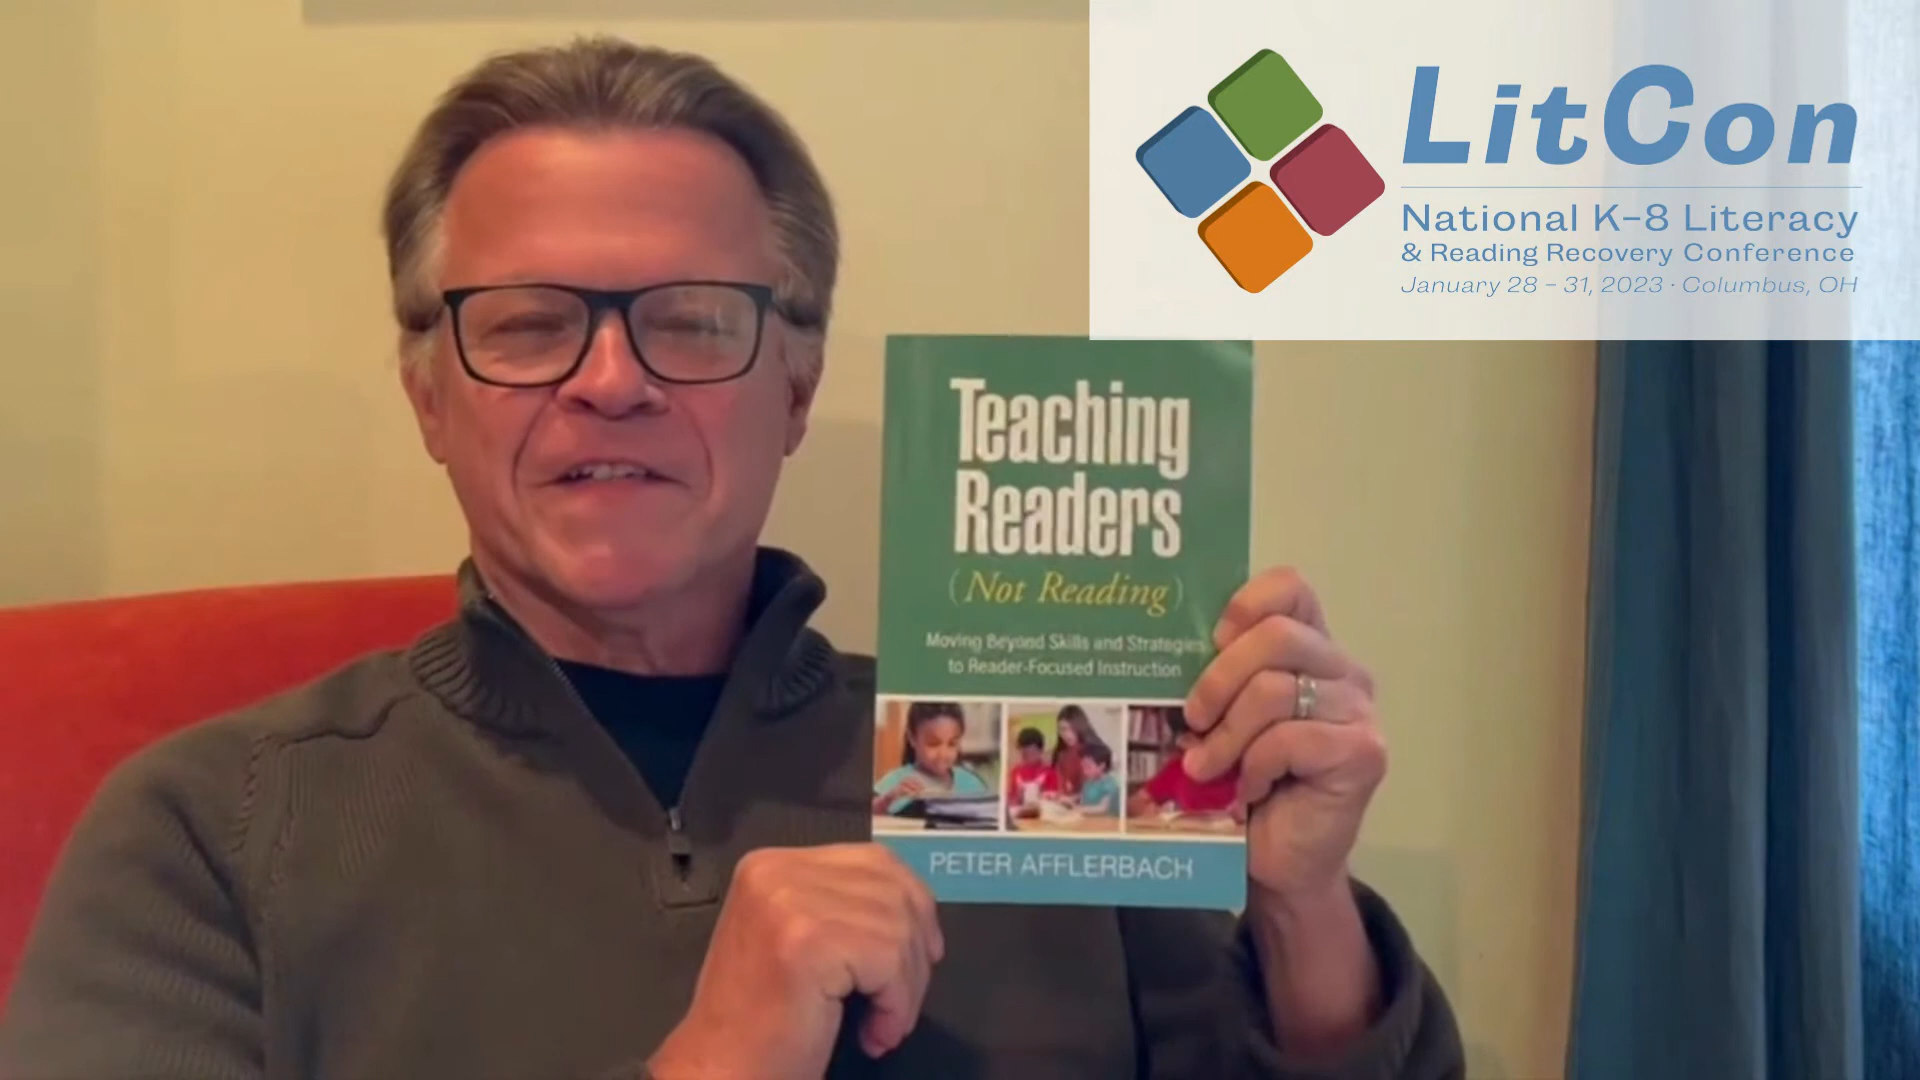 LitCon
National K-8 Literacy
& Reading Recovery Conference
January 28 – 31, 2023 · Columbus, OH
Teaching
Readers
(Not Reading)
Moving Beyond Skills and Strategies
to Reader-Focused Instruction
PETER AFFLERBACH